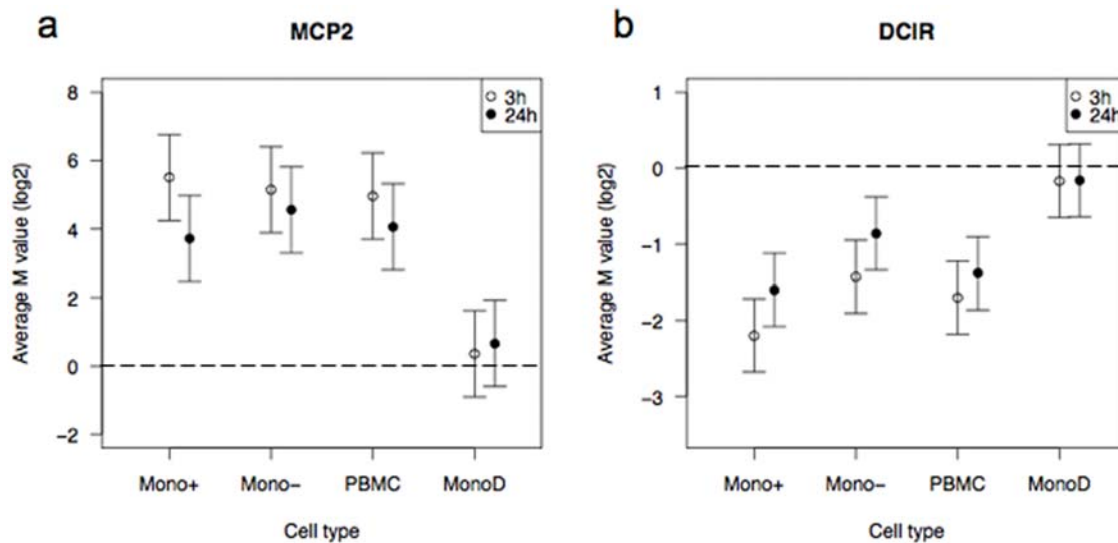 a
MCP2
3h
24h
8
6
4
2
0
−2
Average M value (log2)
Mono+ Mono− PBMC MonoD
Cell type
b
DCIR
3h
24h
1
0
−1
−2
−3
Average M value (log2)
Mono+ Mono− PBMC MonoD
Cell type